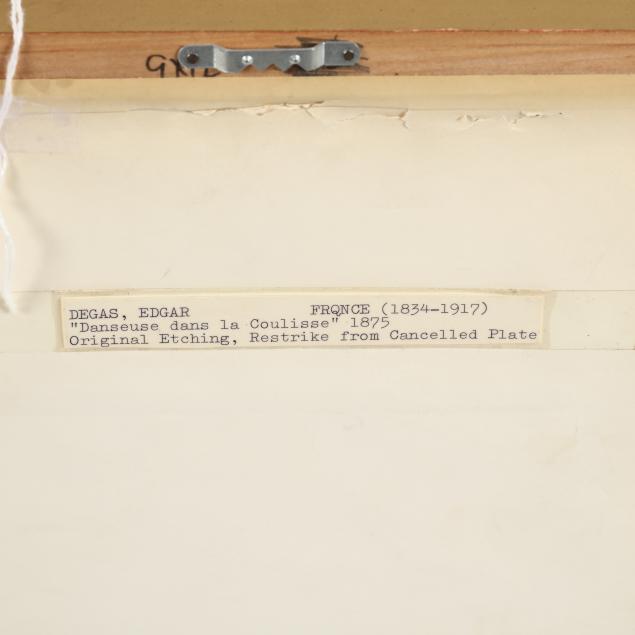 DEGAS, EDGAR FRQNCE (1834-1917)
"Danseuse dans la Coulisse" 1875
Original Etching, Restrike from Cancelled Plate